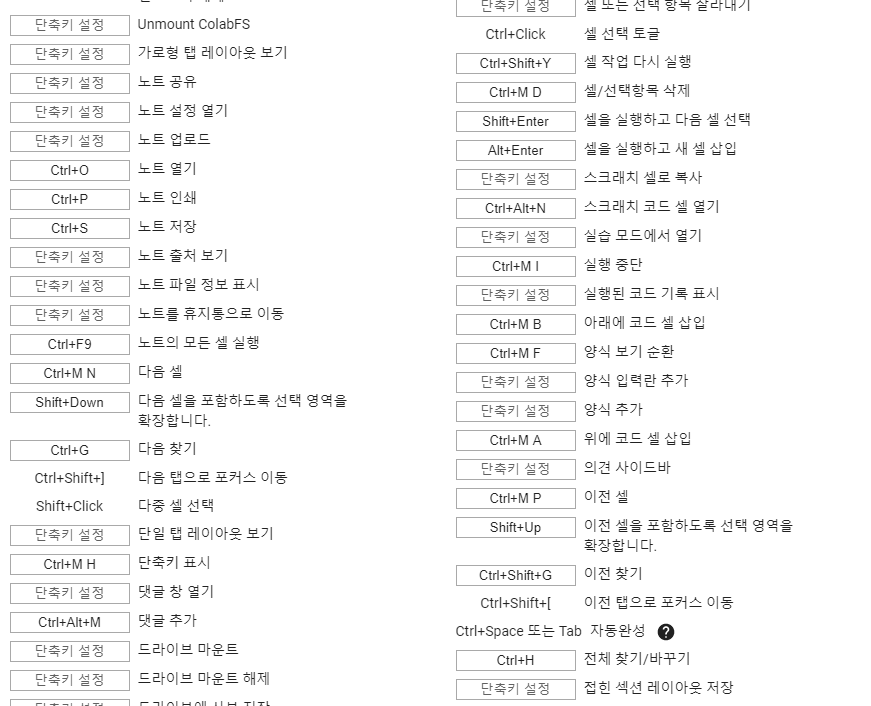 단축키 설정 Unmount ColabFS
단축키 설정 가로형 탭 레이아웃 보기
단축키 설정 노트 공유
단축키 설정 노트 설정 열기
단축키 설정 노트 업로드
Ctrl+O 노트 열기
Ctrl+P 노트 인쇄
Ctrl+S 노트 저장
단축키 설정 노트 출처 보기
단축키 설정 노트 파일 정보 표시
단축키 설정 노트를 휴지통으로 이동
Ctrl+F9 노트의 모든 셀 실행
Ctrl+M N 다음 셀
Shift+Down 다음 셀을 포함하도록 선택 영역을
확장합니다.
Ctrl+G 다음 찾기
Ctrl+Shift+] 다음 탭으로 포커스 이동
Shift+Click 다중 셀 선택
단축키 설정 단일 탭 레이아웃 보기
Ctrl+M H 단축키 표시
단축키 설정 댓글 창 열기
Ctrl+Alt+M 댓글 추가
단축키 설정 드라이브 마운트
단축키 설정 드라이브 마운트 해제
단축키 설정 드라이브에 사본 저장
단축키 설정 셀 또는 선택 항목 잘라내기
Ctrl+Click 셀 선택 토글
Ctrl+Shift+Y 셀 작업 다시 실행
Ctrl+M D 셀/선택항목 삭제
Shift+Enter 셀을 실행하고 다음 셀 선택
Alt+Enter 셀을 실행하고 새 셀 삽입
단축키 설정 스크래치 셀로 복사
Ctrl+Alt+N 스크래치 코드 셀 열기
단축키 설정 실습 모드에서 열기
Ctrl+M I 실행 중단
단축키 설정 실행된 코드 기록 표시
Ctrl+M B 아래에 코드 셀 삽입
Ctrl+M F 양식 보기 순환
단축키 설정 양식 입력란 추가
단축키 설정 양식 추가
Ctrl+M A 위에 코드 셀 삽입
단축키 설정 의견 사이드바
Ctrl+M P 이전 셀
Shift+Up 이전 셀을 포함하도록 선택 영역을
확장합니다.
Ctrl+Shift+G 이전 찾기
Ctrl+Shift+[ 이전 탭으로 포커스 이동
Ctrl+Space 또는 Tab 자동완성 ?
Ctrl+H 전체 찾기/바꾸기
단축키 설정 접힌 섹션 레이아웃 저장